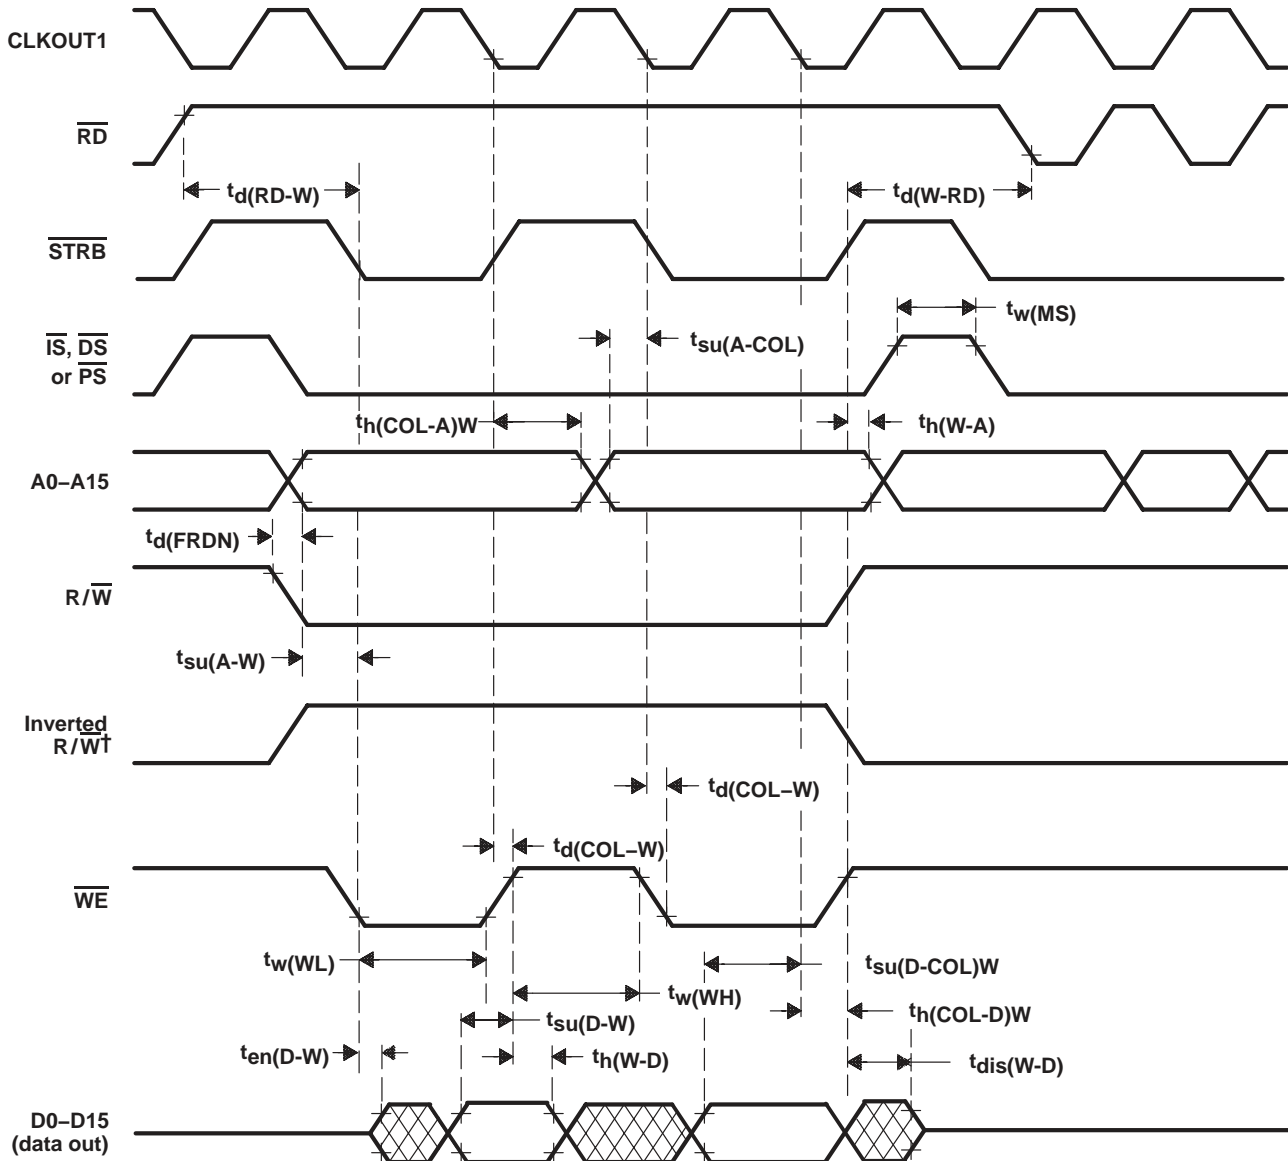 CLKOUT1
RD
td(RD-W)
td(W-RD)
STRB
tw(MS)
IS, DS
or PS
tsu(A-COL)
th(COL-A)W
th(W-A)
A0–A15
td(FRDN)
R/W
tsu(A-W)
Inverted
R/W†
td(COL–W)
td(COL–W)
WE
tw(WL)
tsu(D-COL)W
tw(WH)
th(COL-D)W
tsu(D-W)
ten(D-W)
th(W-D)
tdis(W-D)
D0–D15
(data out)